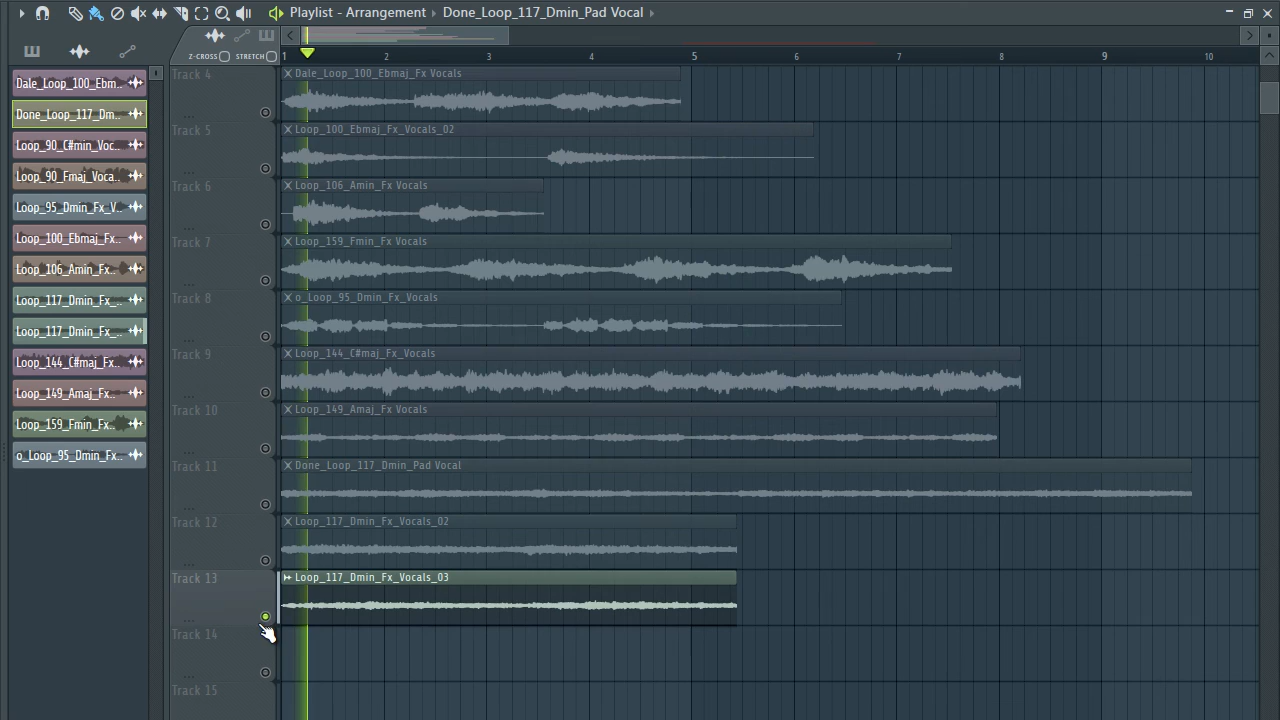 Playlist - Arrangement › Done_Loop_117_Dmin_Pad Vocal ›
Z-CROSS STRETCH
1 2 3 4 5 6 7 8 9 10
Dale_Loop_100_Ebm..
Done_Loop_117_Dm..
Loop_90_C#min_Voc..
Loop_90_Fmaj_Voca..
Loop_95_Dmin_Fx_V..
Loop_100_Ebmaj_Fx..
Loop_106_Amin_Fx..
Loop_117_Dmin_Fx_..
Loop_117_Dmin_Fx_..
Loop_144_C#maj_Fx..
Loop_149_Amaj_Fx..
Loop_159_Fmin_Fx..
o_Loop_95_Dmin_Fx..
Track 4
Dale_Loop_100_Ebmaj_Fx Vocals
Track 5
Loop_100_Ebmaj_Fx_Vocals_02
Track 6
Loop_106_Amin_Fx Vocals
Track 7
Loop_159_Fmin_Fx Vocals
Track 8
o_Loop_95_Dmin_Fx_Vocals
Track 9
Loop_144_C#maj_Fx_Vocals
Track 10
Loop_149_Amaj_Fx Vocals
Track 11
Done_Loop_117_Dmin_Pad Vocal
Track 12
Loop_117_Dmin_Fx_Vocals_02
Track 13
Loop_117_Dmin_Fx_Vocals_03
Track 14
Track 15